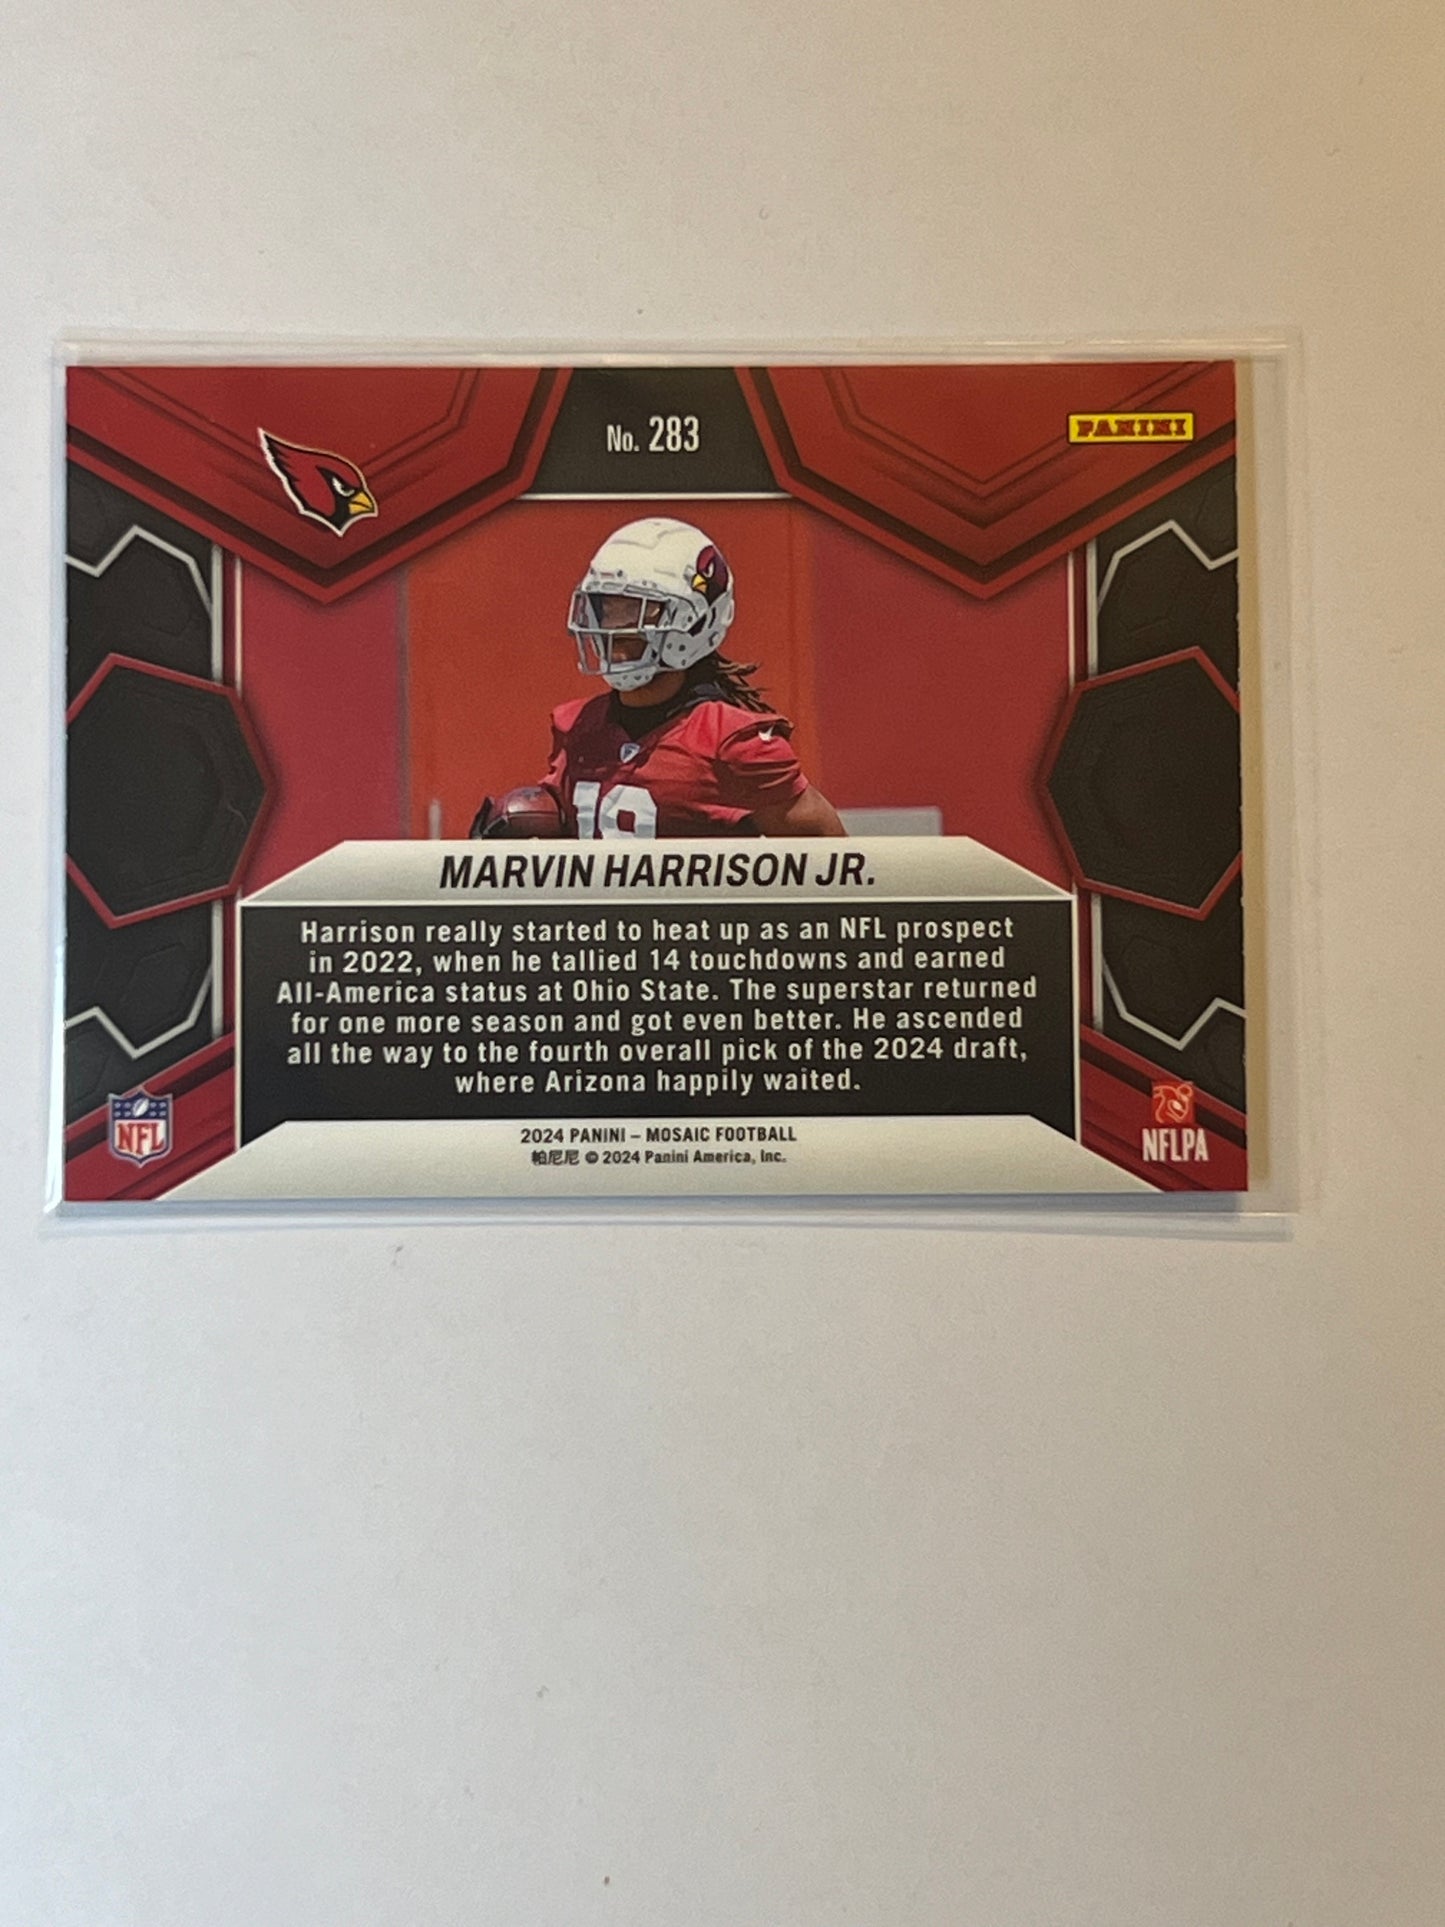 No. 283
PANINI
18
MARVIN HARRISON JR.
Harrison really started to heat up as an NFL prospect
in 2022, when he tallied 14 touchdowns and earned
All-America status at Ohio State. The superstar returned
for one more season and got even better. He ascended
all the way to the fourth overall pick of the 2024 draft,
where Arizona happily waited.
NFL
NFLPA
2024 PANINI – MOSAIC FOOTBALL
帕尼尼 © 2024 Panini America, Inc.